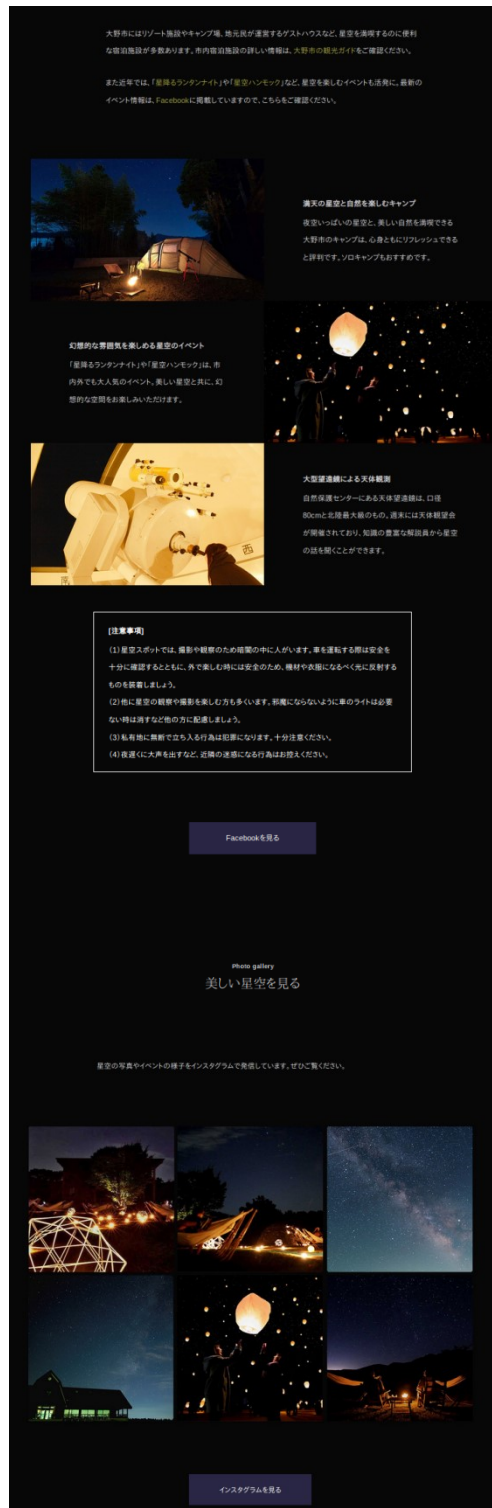 大野市にはリゾート施設やキャンプ場、地元民が運営するゲストハウスなど、星空を満喫するのに便利
な宿泊施設が多数あります。市内宿泊施設の詳しい情報は、大野市の観光ガイドをご確認ください。
また近年では、「星降るランタンナイト」や「星空ハンモック」など、星空を楽しむイベントも活発に。最新の
イベント情報は、Facebookに掲載していますので、こちらをご確認ください。
満天の星空と自然を楽しむキャンプ
夜空いっぱいの星空と、美しい自然を満喫できる
大野市のキャンプは、心身ともにリフレッシュできる
と評判です。ソロキャンプもおすすめです。
幻想的な雰囲気を楽しめる星空のイベント
「星降るランタンナイト」や「星空ハンモック」は、市
内外でも大人気のイベント。美しい星空と共に、幻
想的な空間をお楽しみいただけます。
大型望遠鏡による天体観測
自然保護センターにある天体望遠鏡は、口径
80cmと北陸最大級のもの。週末には天体観望会
が開催されており、知識の豊富な解説員から星空
の話を聞くことができます。
西
[注意事項]
（1）星空スポットでは、撮影や観察のため暗闇の中に人がいます。車を運転する際は安全を
十分に確認するとともに、外で楽しむ時には安全のため、機材や衣服になるべく光に反射する
ものを装着しましょう。
（2）他に星空の観察や撮影を楽しむ方も多くいます。邪魔にならないように車のライトは必要
ない時は消すなど他の方に配慮しましょう。
（3）私有地に無断で立ち入る行為は犯罪になります。十分注意ください。
（4）夜遅くに大声を出すなど、近隣の迷惑になる行為はお控えください。
Facebookを見る
Photo gallery
美しい星空を見る
星空の写真やイベントの様子をインスタグラムで発信しています。ぜひご覧ください。
インスタグラムを見る